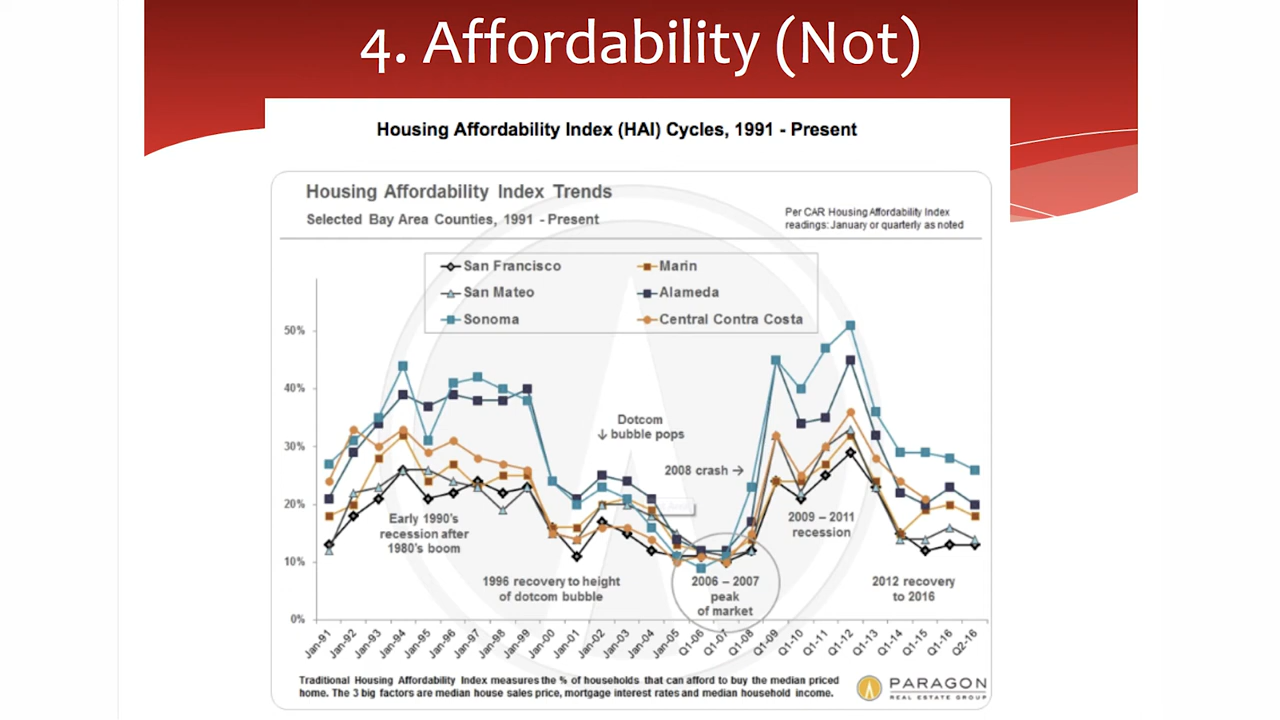 4. Affordability (Not)
Housing Affordability Index (HAI) Cycles, 1991 - Present
Housing Affordability Index Trends
Selected Bay Area Counties, 1991 - Present
Per CAR Housing Affordability Index
readings: January or quarterly as noted
San Francisco
Marin
San Mateo
Alameda
Sonoma
Central Contra Costa
50%
40%
30%
20%
10%
0%
Dotcom
↓ bubble pops
2008 crash →
Early 1990's
recession after
1980's boom
2009 – 2011
recession
1996 recovery to height
of dotcom bubble
2006 – 2007
peak
of market
2012 recovery
to 2016
Jan-91
Jan-92
Jan-93
Jan-94
Jan-95
Jan-96
Jan-97
Jan-98
Jan-99
Jan-00
Jan-01
Jan-02
Jan-03
Jan-04
Jan-05
Q1-06
Q1-07
Q1-08
Q1-09
Q1-10
Q1-11
Q1-12
Q1-13
Q1-14
Q1-15
Q1-16
Q2-16
Traditional Housing Affordability Index measures the % of households that can afford to buy the median priced
home. The 3 big factors are median house sales price, mortgage interest rates and median household income.
PARAGON
REAL ESTATE GROUP